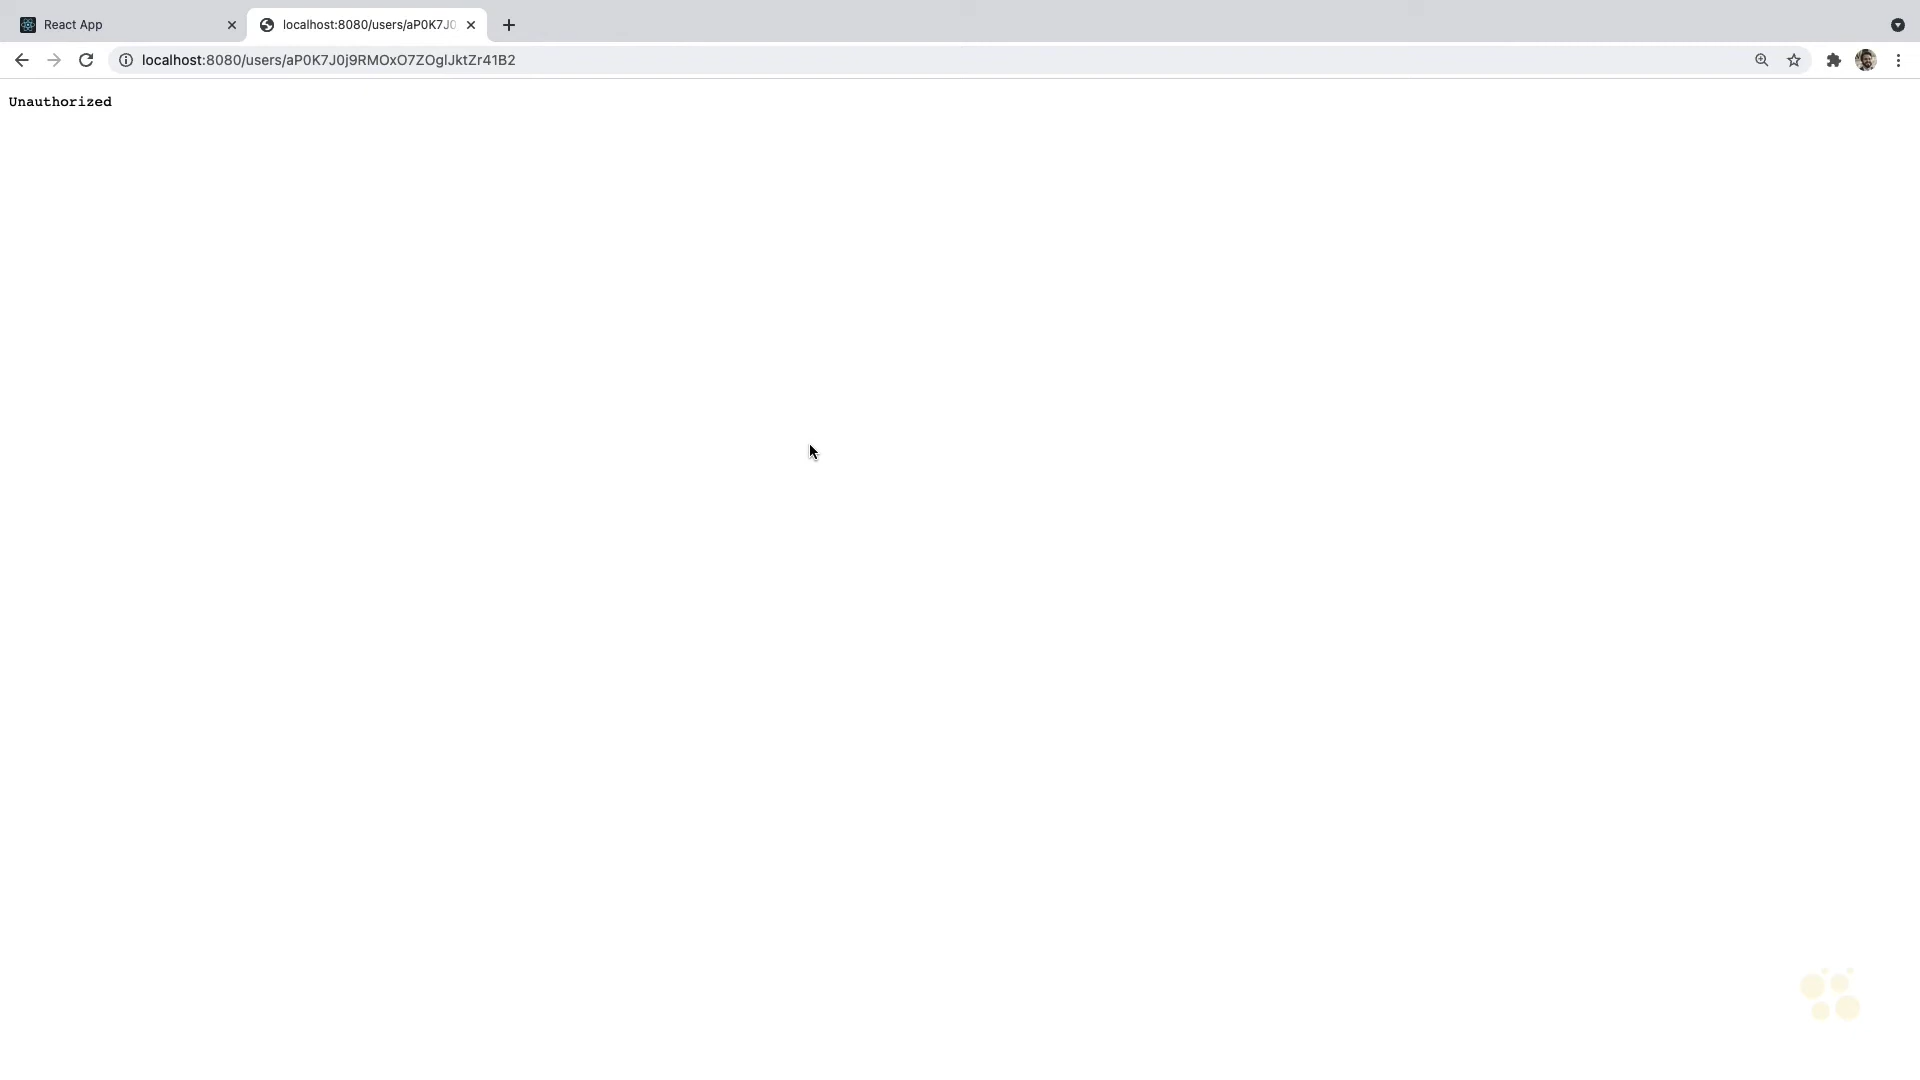 React App
localhost:8080/users/aP0K7J0
localhost:8080/users/aP0K7J0j9RMOxO7ZOglJktZr41B2
Unauthorized